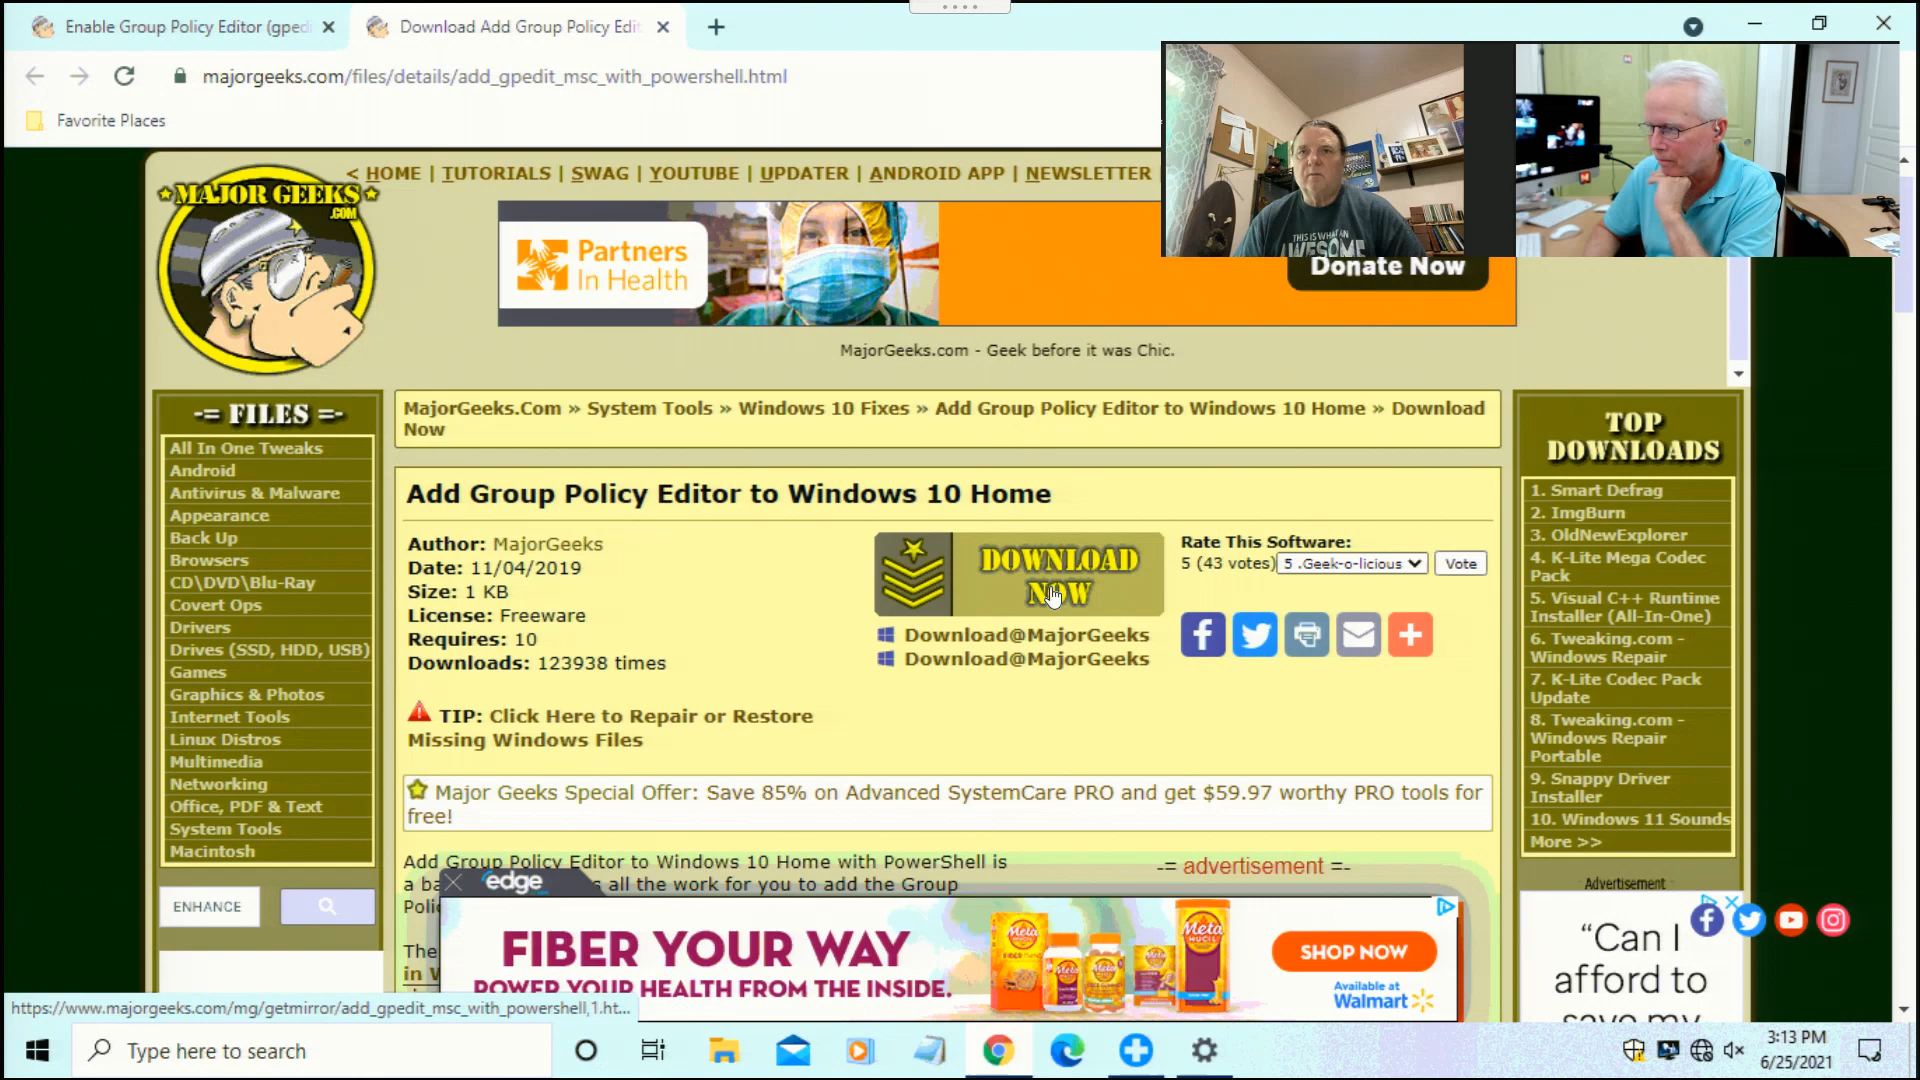 Enable Group Policy Editor (gped
Download Add Group Policy Edit
majorgeeks.com/files/details/add_gpedit_msc_with_powershell.html
Favorite Places
MAJOR GEEKS
.COM
< HOME | TUTORIALS | SWAG | YOUTUBE | UPDATER | ANDROID APP | NEWSLETTER
Partners
In Health
Donate Now
THIS IS WHAT AN
AWESOME
MajorGeeks.com - Geek before it was Chic.
-= FILES =-
All In One Tweaks
Android
Antivirus & Malware
Appearance
Back Up
Browsers
CD\DVD\Blu-Ray
Covert Ops
Drivers
Drives (SSD, HDD, USB)
Games
Graphics & Photos
Internet Tools
Linux Distros
Multimedia
Networking
Office, PDF & Text
System Tools
Macintosh
ENHANCE
MajorGeeks.Com » System Tools » Windows 10 Fixes » Add Group Policy Editor to Windows 10 Home » Download
Now
Add Group Policy Editor to Windows 10 Home
Author: MajorGeeks
Date: 11/04/2019
Size: 1 KB
License: Freeware
Requires: 10
Downloads: 123938 times
DOWNLOAD
NOW
Download@MajorGeeks
Download@MajorGeeks
Rate This Software:
5 (43 votes) 5 .Geek-o-licious Vote
TIP: Click Here to Repair or Restore
Missing Windows Files
Major Geeks Special Offer: Save 85% on Advanced SystemCare PRO and get $59.97 worthy PRO tools for
free!
Add Group Policy Editor to Windows 10 Home with PowerShell is
a ba s all the work for you to add the Group
Polic
The
in W
-= advertisement =-
edge
FIBER YOUR WAY
POWER YOUR HEALTH FROM THE INSIDE.
Meta
MUCIL
SHOP NOW
Available at
Walmart
TOP
DOWNLOADS
1. Smart Defrag
2. ImgBurn
3. OldNewExplorer
4. K-Lite Mega Codec
Pack
5. Visual C++ Runtime
Installer (All-In-One)
6. Tweaking.com -
Windows Repair
7. K-Lite Codec Pack
Update
8. Tweaking.com -
Windows Repair
Portable
9. Snappy Driver
Installer
10. Windows 11 Sounds
More >>
Advertisement
“Can I
afford to
save my
https://www.majorgeeks.com/mg/getmirror/add_gpedit_msc_with_powershell,1.ht...
Type here to search
3:13 PM
6/25/2021